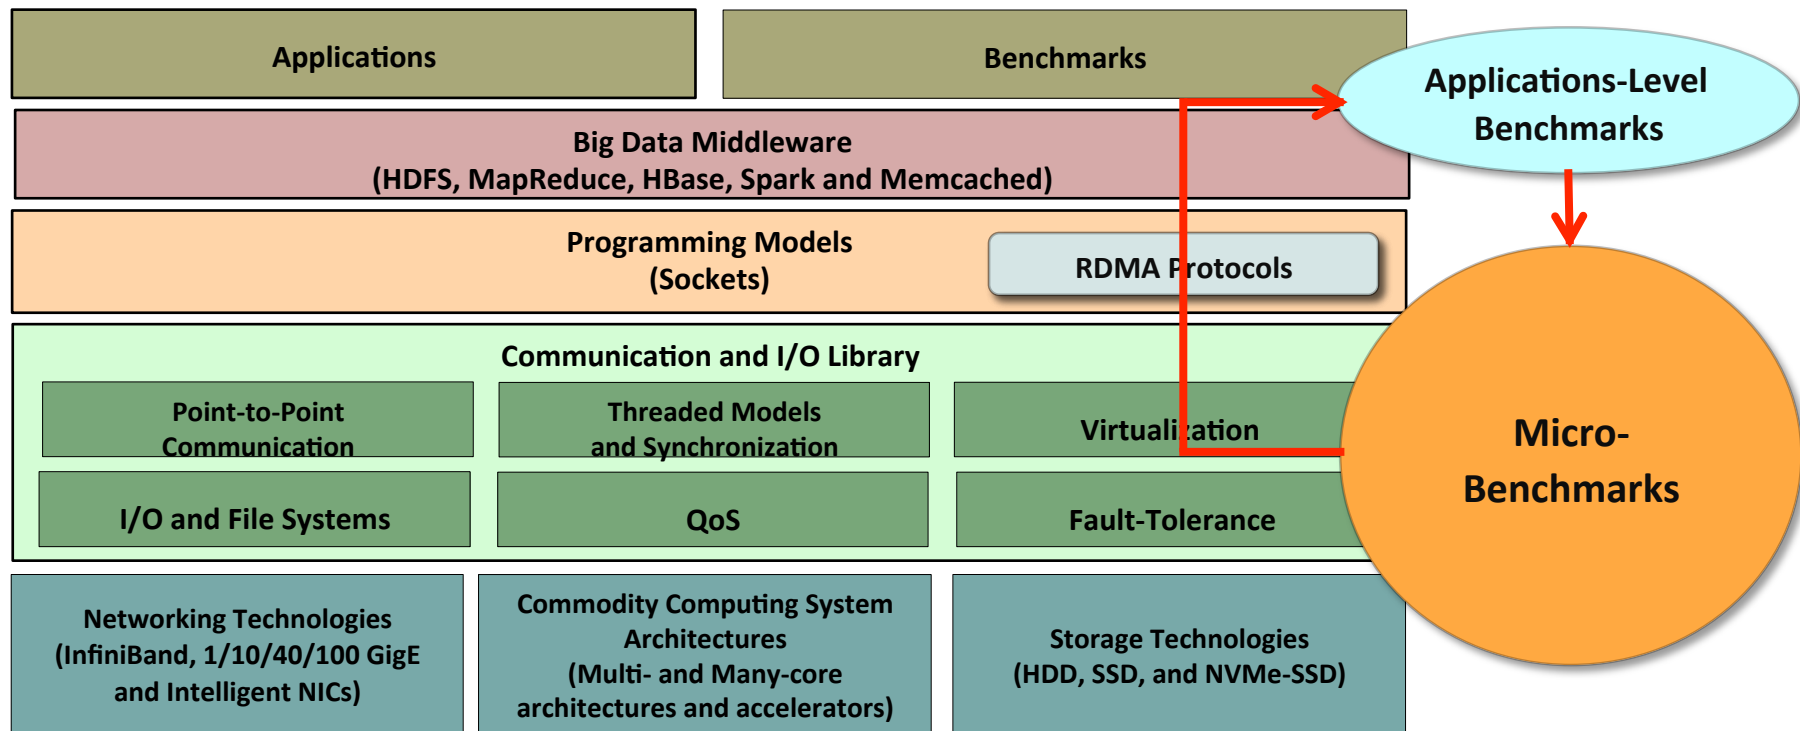 Applications
Benchmarks
Applications-Level
Benchmarks
Big Data Middleware
(HDFS, MapReduce, HBase, Spark and Memcached)
Programming Models
(Sockets)
RDMA Protocols
Communication and I/O Library
Point-to-Point
Communication
Threaded Models
and Synchronization
Virtualization
Micro-
Benchmarks
I/O and File Systems
QoS
Fault-Tolerance
Networking Technologies
(InfiniBand, 1/10/40/100 GigE
and Intelligent NICs)
Commodity Computing System
Architectures
(Multi- and Many-core
architectures and accelerators)
Storage Technologies
(HDD, SSD, and NVMe-SSD)